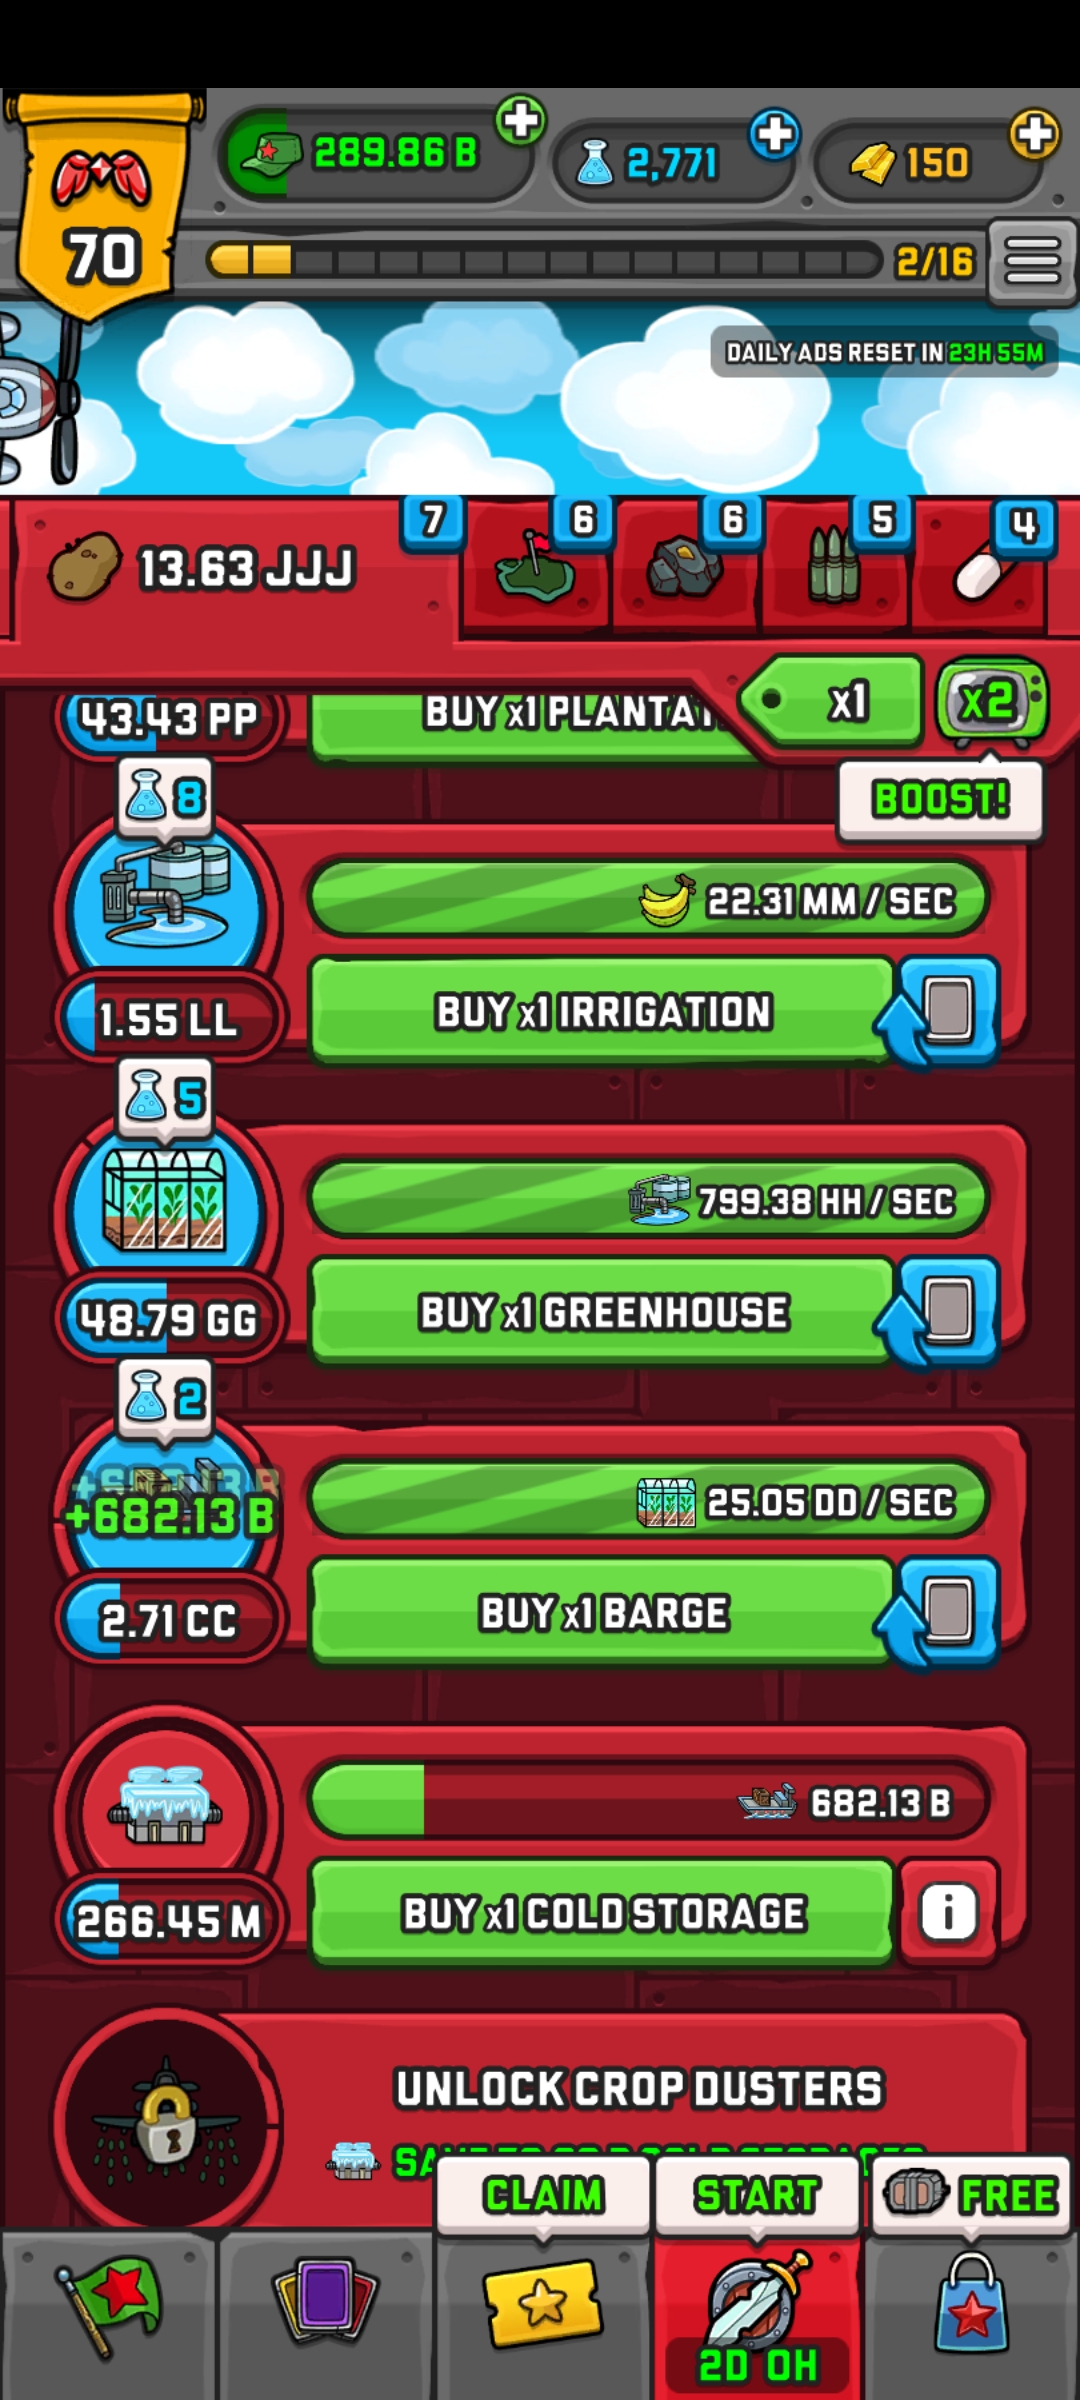 289.86 B
2,771
150
70
2/16
DAILY ADS RESET IN 23H 55M
7
6
6
5
4
13.63 JJJ
x1
x2
43.43 PP
BUY x1
BOOST!
8
22.31 MM / SEC
1.55 LL
BUY x1 IRRIGATION
5
799.38 HH / SEC
48.79 GG
BUY x1 GREENHOUSE
2
+682.13 B
25.05 DD / SEC
2.71 CC
BUY x1 BARGE
682.13 B
266.45 M
BUY x1 COLD STORAGE
i
UNLOCK CROP DUSTERS
CLAIM
START
FREE
2D 0H